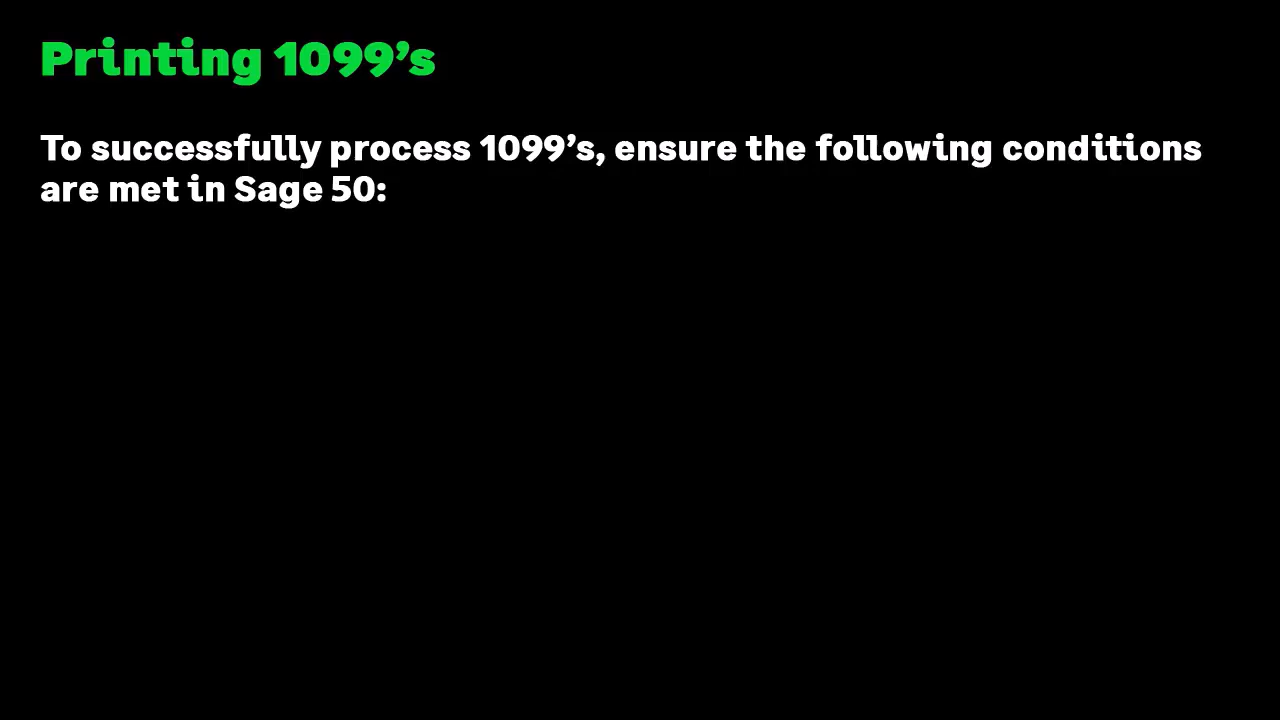 Printing 1099’s
To successfully process 1099’s, ensure the following conditions
are met in Sage 50: